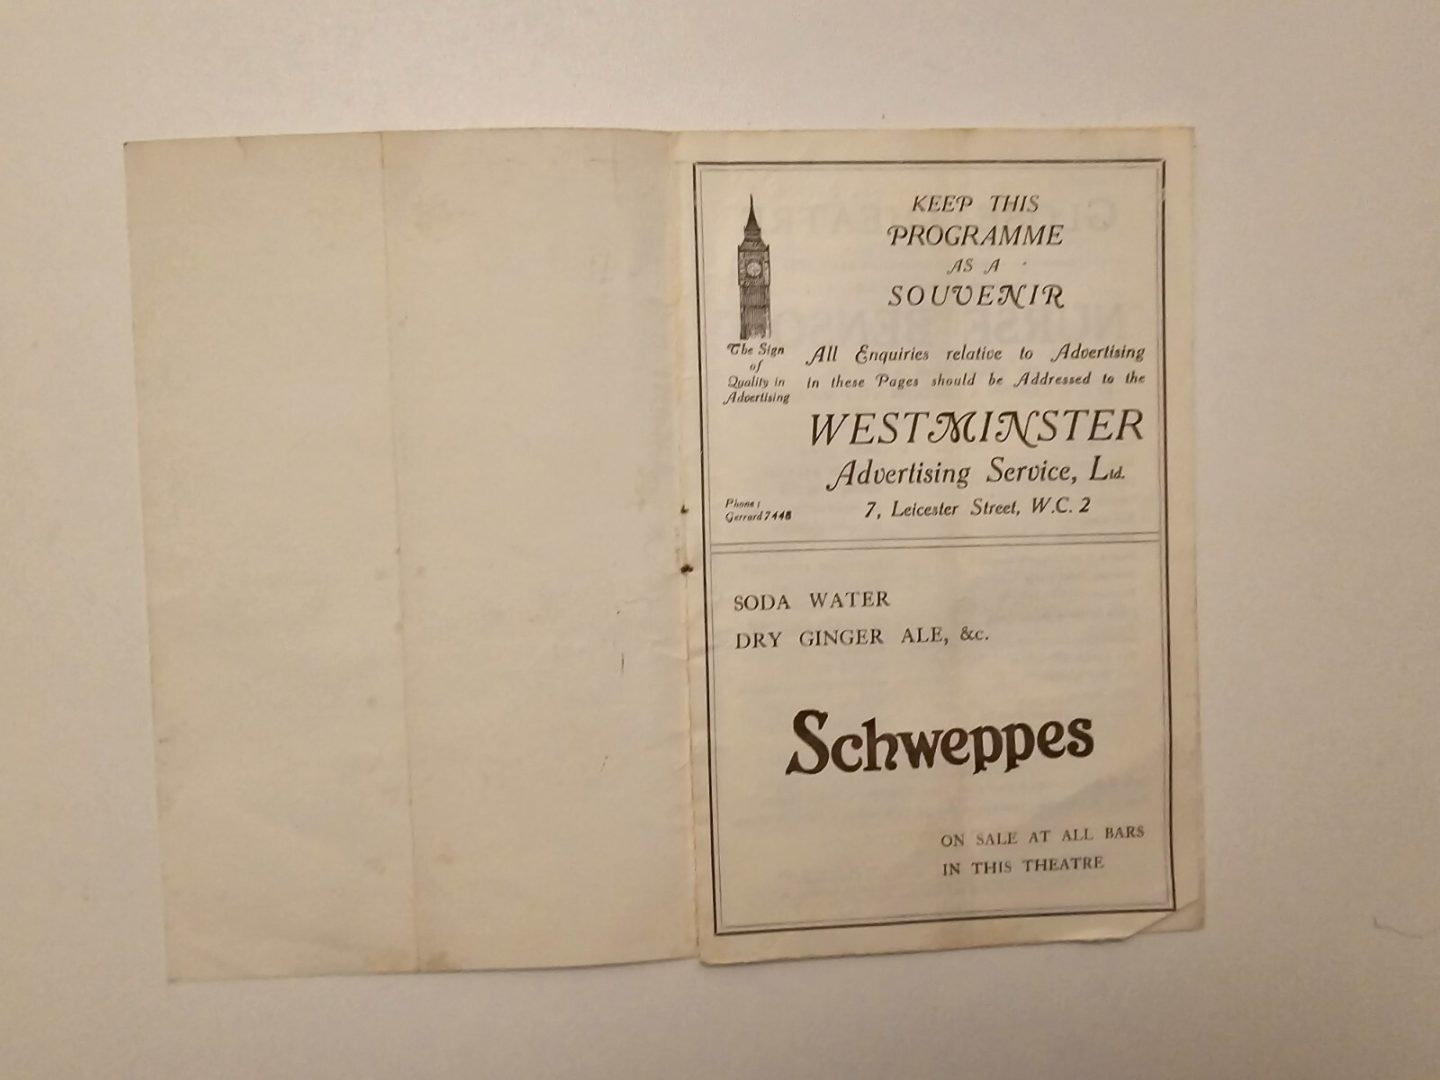 KEEP THIS
PROGRAMME
AS A
SOUVENIR
The Sign
of
Quality in
Advertising
All Enquiries relative to Advertising
in these Pages should be Addressed to the
WESTMINSTER
Advertising Service, Ltd.
7, Leicester Street, W.C. 2
Phone:
Gerrard 7448
SODA WATER
DRY GINGER ALE, &c.
Schweppes
ON SALE AT ALL BARS
IN THIS THEATRE